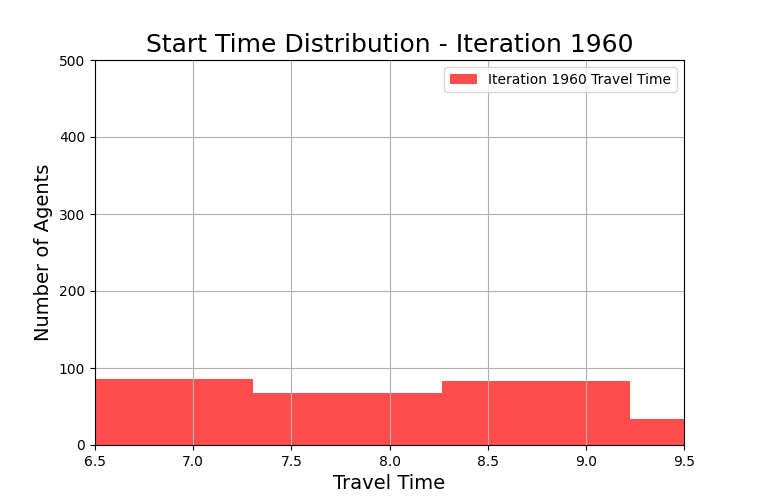 Start Time Distribution - Iteration 1960
Iteration 1960 Travel Time
Number of Agents
500
400
300
200
100
0
6.5 7.0 7.5 8.0 8.5 9.0 9.5
Travel Time